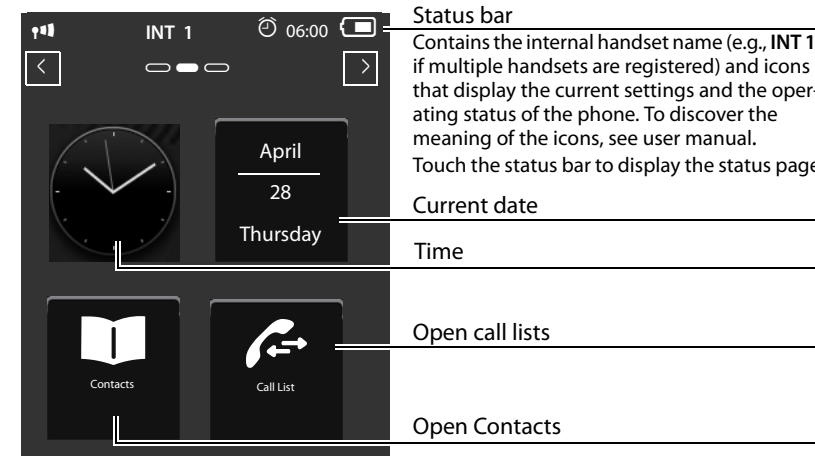 INT 1
06:00
April
28
Thursday
Contacts
Call List
Status bar
Contains the internal handset name (e.g., INT 1
if multiple handsets are registered) and icons
that display the current settings and the oper-
ating status of the phone. To discover the
meaning of the icons, see user manual.
Touch the status bar to display the status page
Current date
Time
Open call lists
Open Contacts